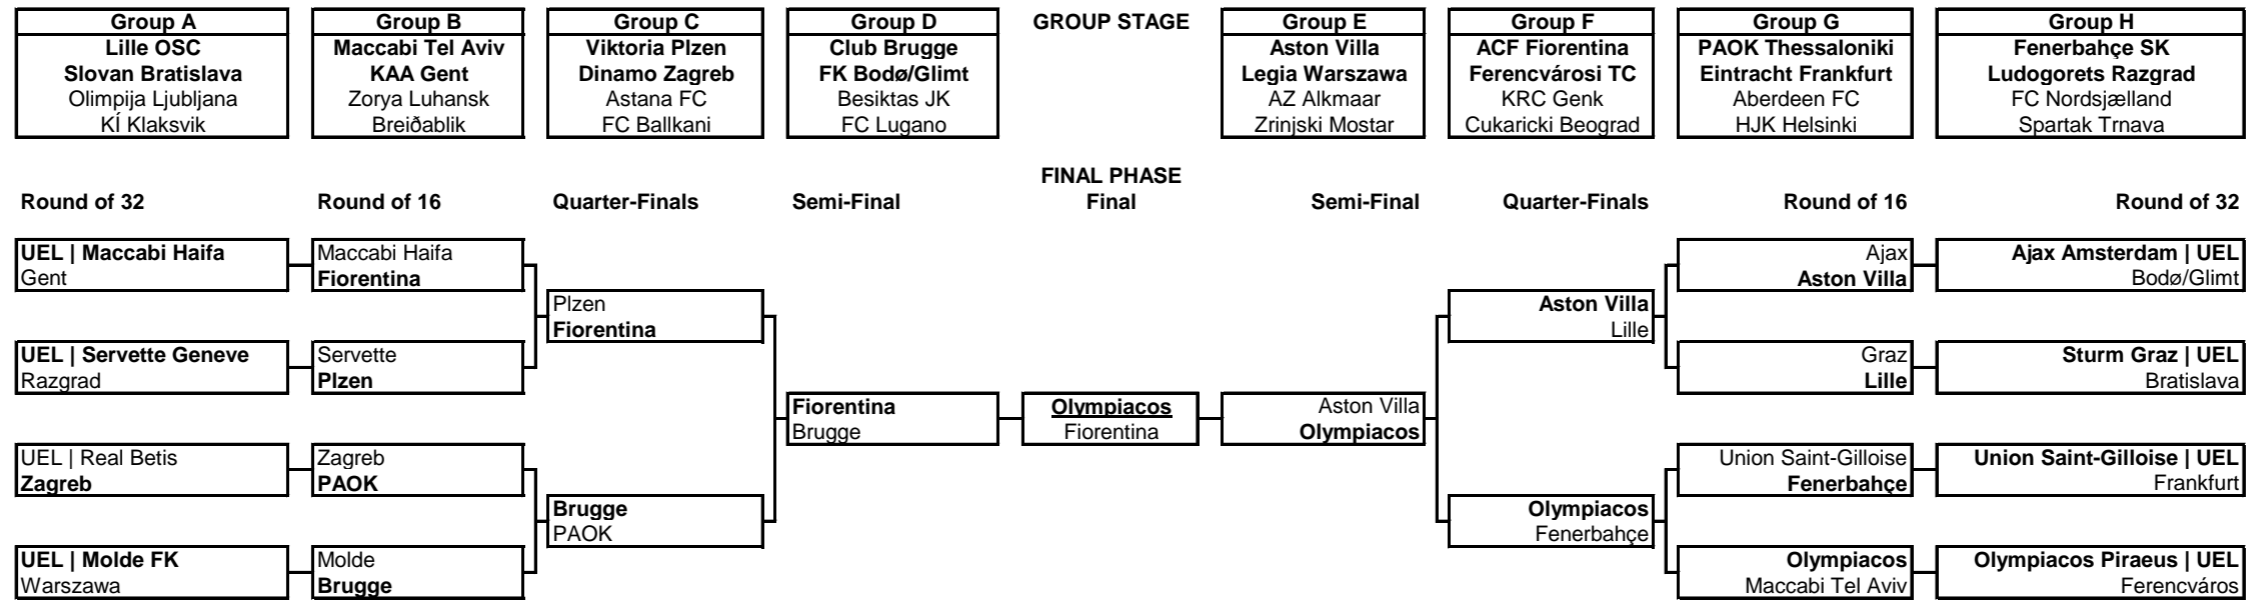 Group A Group B Group C Group D GROUP STAGE Group E Group F Group G Group H
Lille OSC Maccabi Tel Aviv Viktoria Plzen Club Brugge Aston Villa ACF Fiorentina PAOK Thessaloniki Fenerbahçe SK
Slovan Bratislava KAA Gent Dinamo Zagreb FK Bodø/Glimt Legia Warszawa Ferencvárosi TC Eintracht Frankfurt Ludogorets Razgrad
Olimpija Ljubljana Zorya Luhansk Astana FC Besiktas JK AZ Alkmaar KRC Genk Aberdeen FC FC Nordsjælland
KÍ Klaksvik Breiðablik FC Ballkani FC Lugano Zrinjski Mostar Cukaricki Beograd HJK Helsinki Spartak Trnava
FINAL PHASE
Round of 32 Round of 16 Quarter-Finals Semi-Final Final Semi-Final Quarter-Finals Round of 16 Round of 32
UEL | Maccabi Haifa Maccabi Haifa Ajax Ajax Amsterdam | UEL
Gent Fiorentina Aston Villa Bodø/Glimt
Plzen Aston Villa
Fiorentina Lille
UEL | Servette Geneve Servette Graz Sturm Graz | UEL
Razgrad Plzen Lille Bratislava
Fiorentina Olympiacos Aston Villa
Brugge Fiorentina Olympiacos
UEL | Real Betis Zagreb Union Saint-Gilloise Union Saint-Gilloise | UEL
Zagreb PAOK Fenerbahçe Frankfurt
Brugge Olympiacos
PAOK Fenerbahçe
UEL | Molde FK Molde Olympiacos Olympiacos Piraeus | UEL
Warszawa Brugge Maccabi Tel Aviv Ferencváros